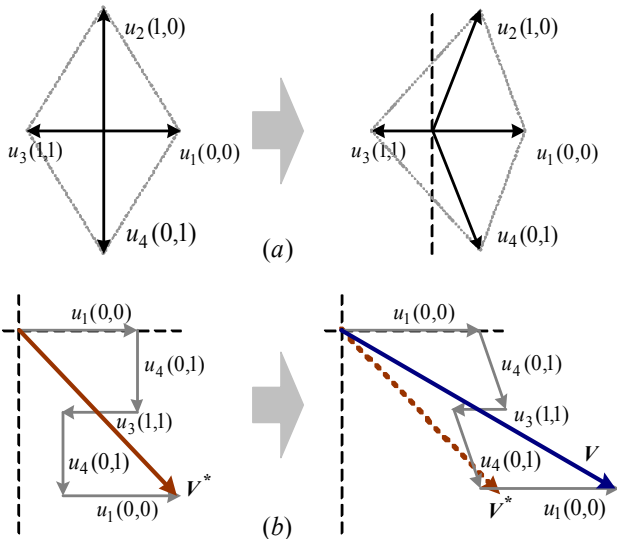 u₂(1,0)
u₂(1,0)
u₃(1,1)
u₁(0,0)
u₃(1,1)
u₁(0,0)
u₄(0,1)
(a)
u₄(0,1)
u₁(0,0)
u₁(0,0)
u₄(0,1)
u₄(0,1)
u₃(1,1)
u₃(1,1)
u₄(0,1)
V*
u₄(0,1)
V
u₁(0,0)
(b)
V*
u₁(0,0)